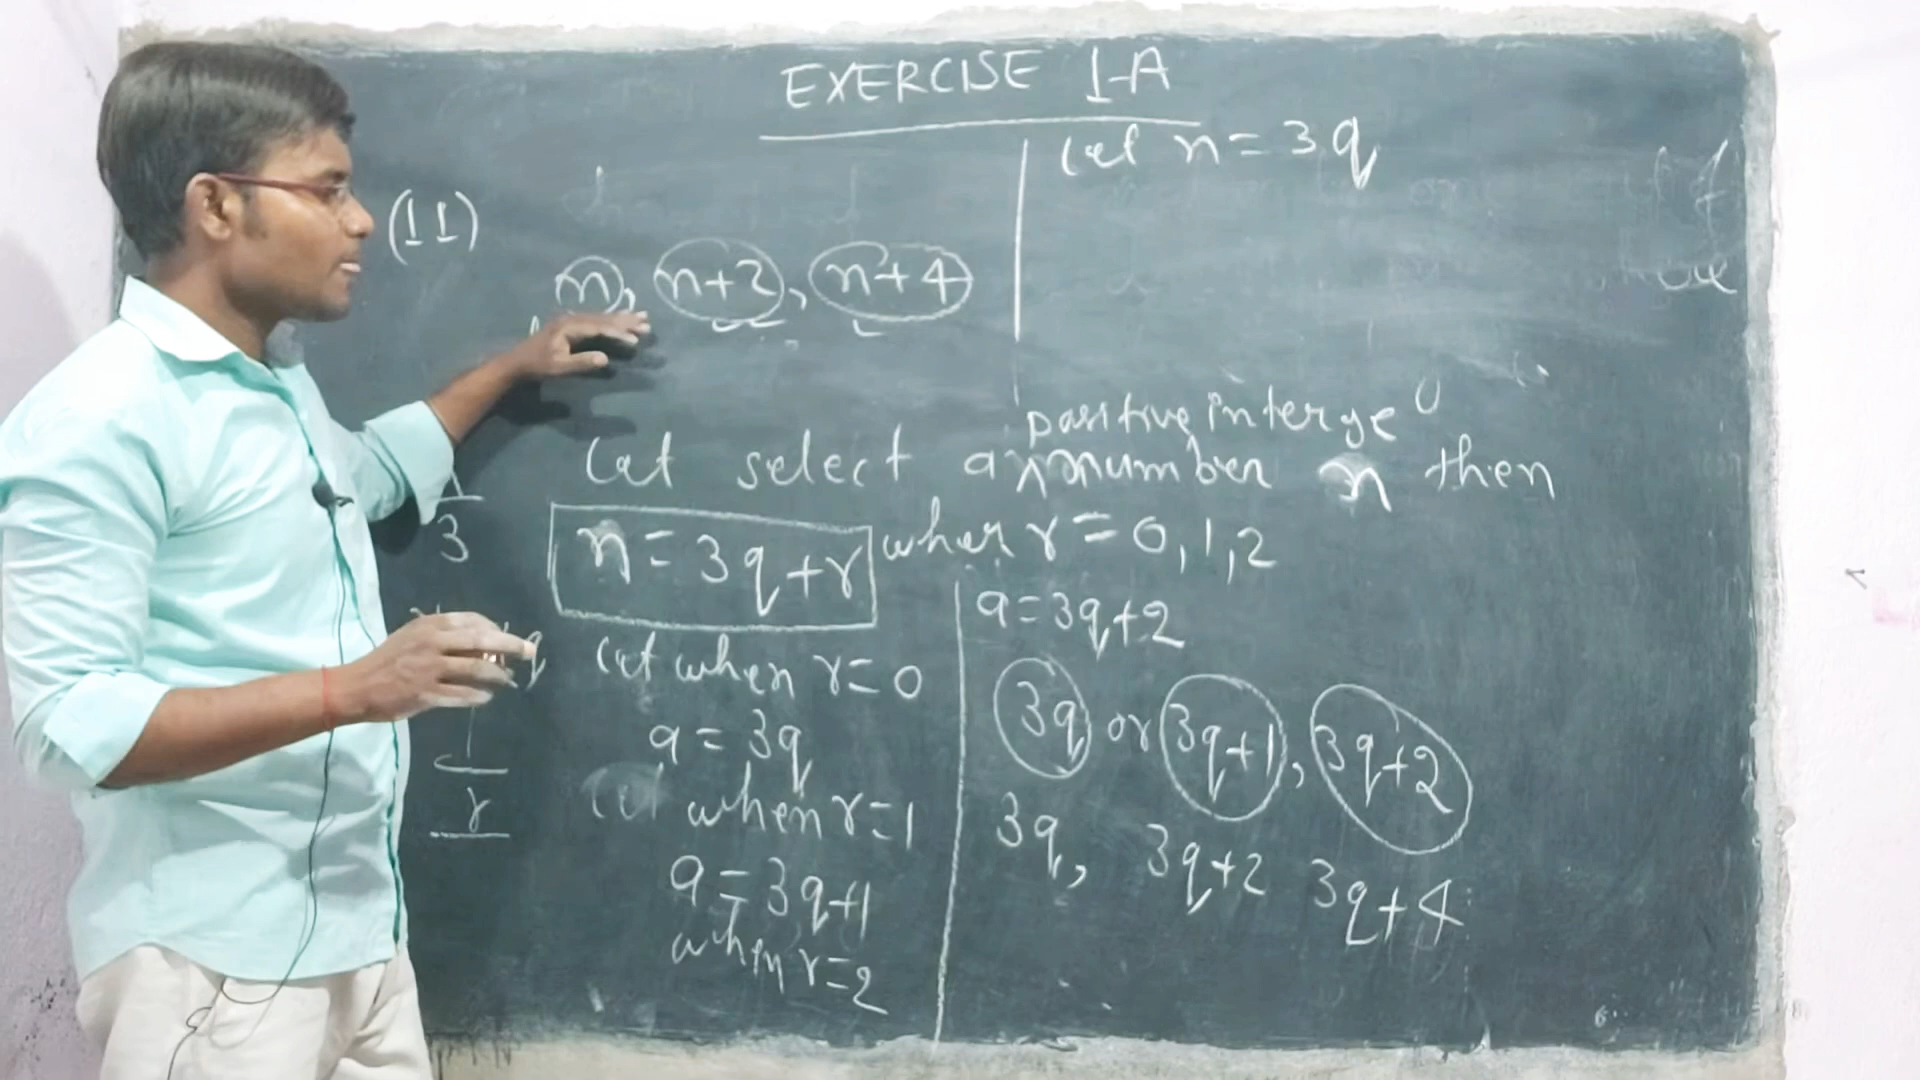 EXERCISE 1-A
Let n = 3q
(11)
n, n+2, n+4
positive interge
Let select a number n then
n = 3q+r when r = 0, 1, 2
3
a = 3q+2
q
Let when r = 0
3q or 3q+1, 3q+2
a = 3q
Let when r = 1
r
3q, 3q+2 3q+4
a = 3q+1
when r = 2